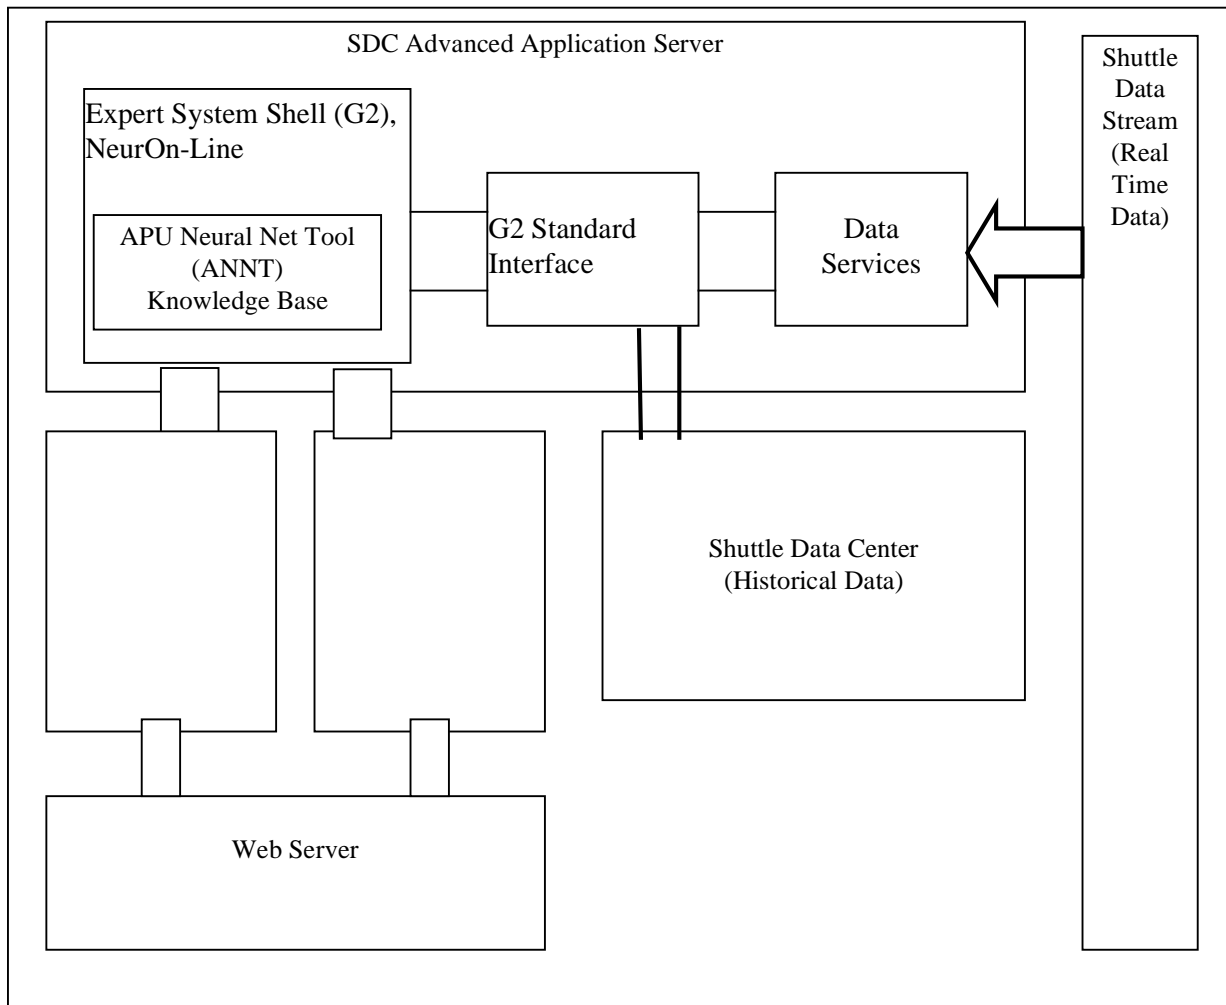 SDC Advanced Application Server
Expert System Shell (G2),
NeurOn-Line
APU Neural Net Tool
(ANNT)
Knowledge Base
G2 Standard
Interface
Data
Services
Shuttle
Data
Stream
(Real
Time
Data)
Shuttle Data Center
(Historical Data)
Web Server